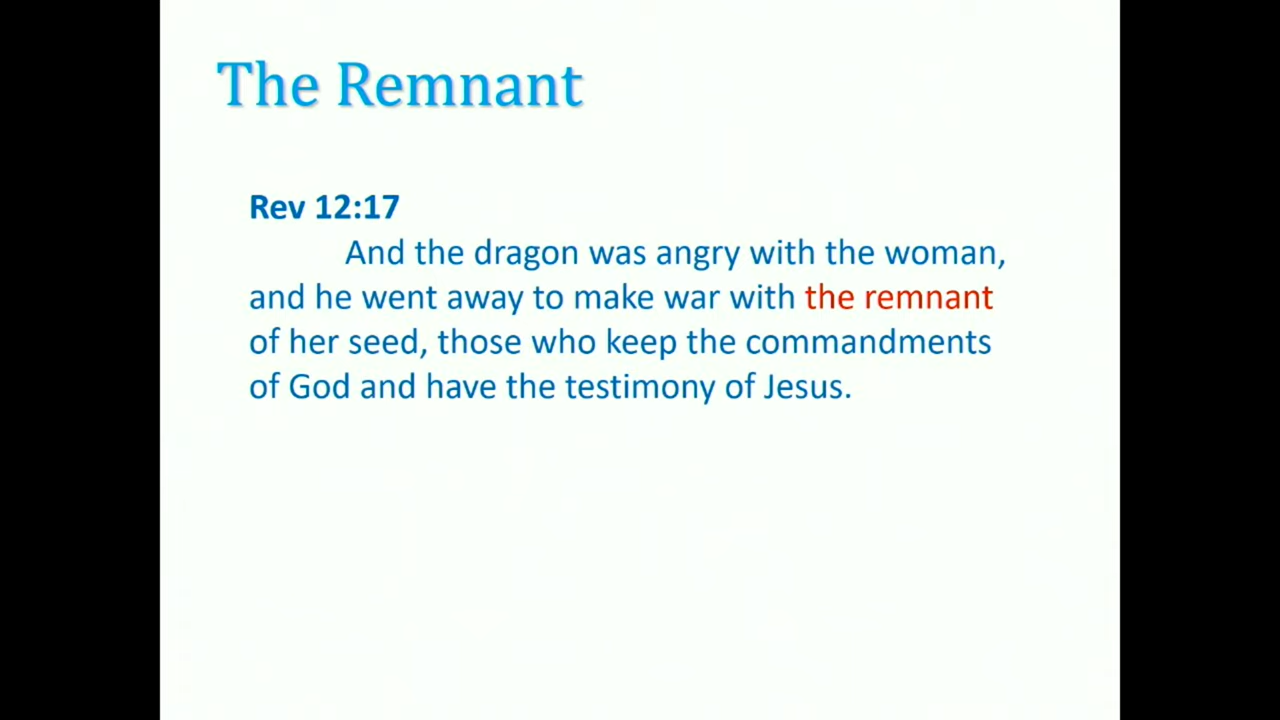 The Remnant
Rev 12:17
And the dragon was angry with the woman,
and he went away to make war with the remnant
of her seed, those who keep the commandments
of God and have the testimony of Jesus.